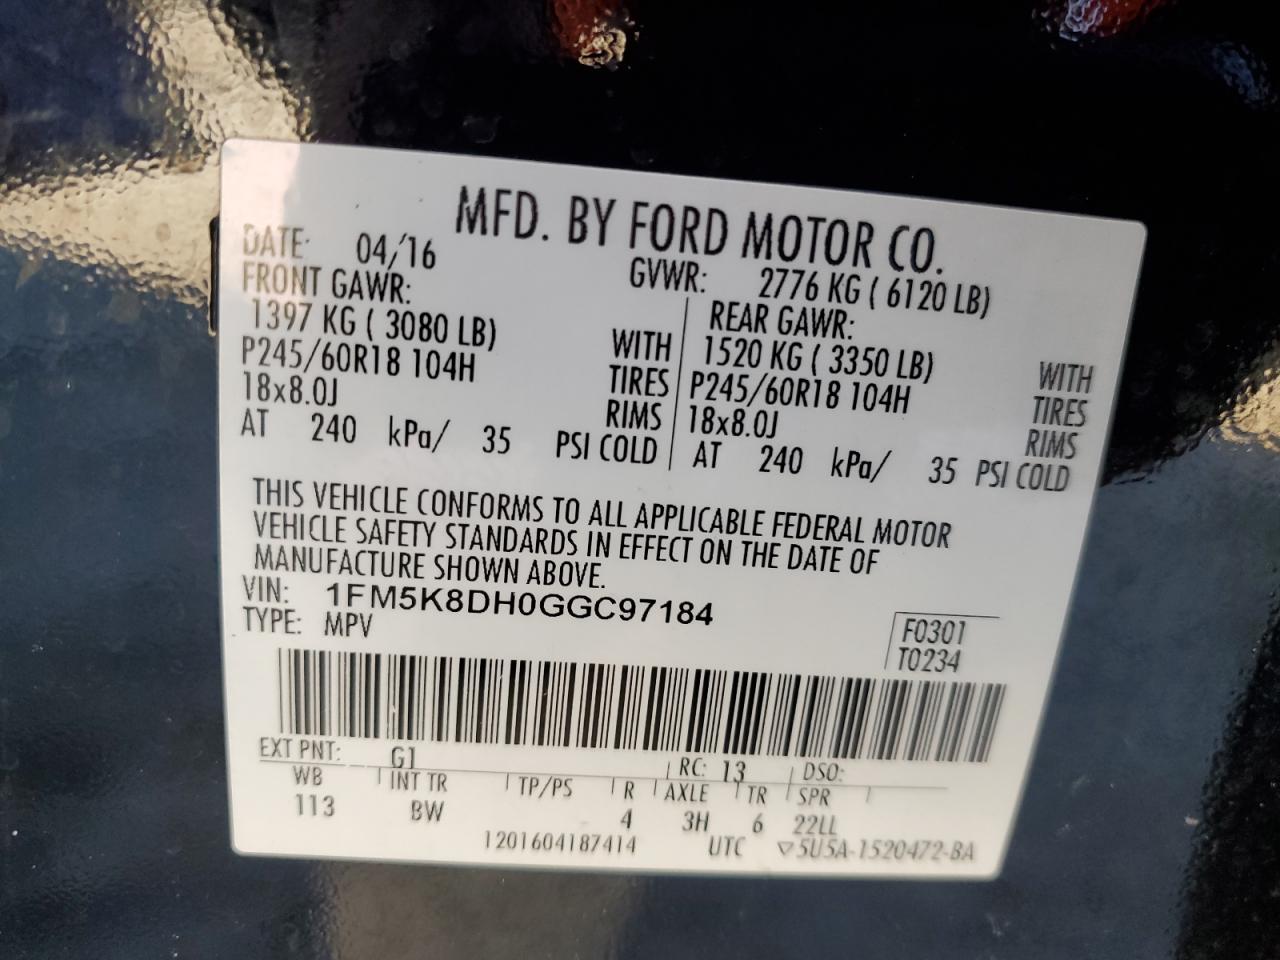 MFD. BY FORD MOTOR CO.
DATE: 04/16 GVWR: 2776 KG ( 6120 LB)
FRONT GAWR: REAR GAWR:
1397 KG ( 3080 LB) WITH 1520 KG ( 3350 LB) WITH
P245/60R18 104H TIRES P245/60R18 104H TIRES
18x8.0J RIMS 18x8.0J RIMS
AT 240 kPa/ 35 PSI COLD AT 240 kPa/ 35 PSI COLD
THIS VEHICLE CONFORMS TO ALL APPLICABLE FEDERAL MOTOR
VEHICLE SAFETY STANDARDS IN EFFECT ON THE DATE OF
MANUFACTURE SHOWN ABOVE.
VIN: 1FM5K8DH0GGC97184
TYPE: MPV
F0301
T0234
EXT PNT: G1 RC: 13 DSO:
WB INT TR TP/PS R AXLE TR SPR
113 BW 4 3H 6 22LL
1201604187414 UTC ▽5U5A-1520472-BA